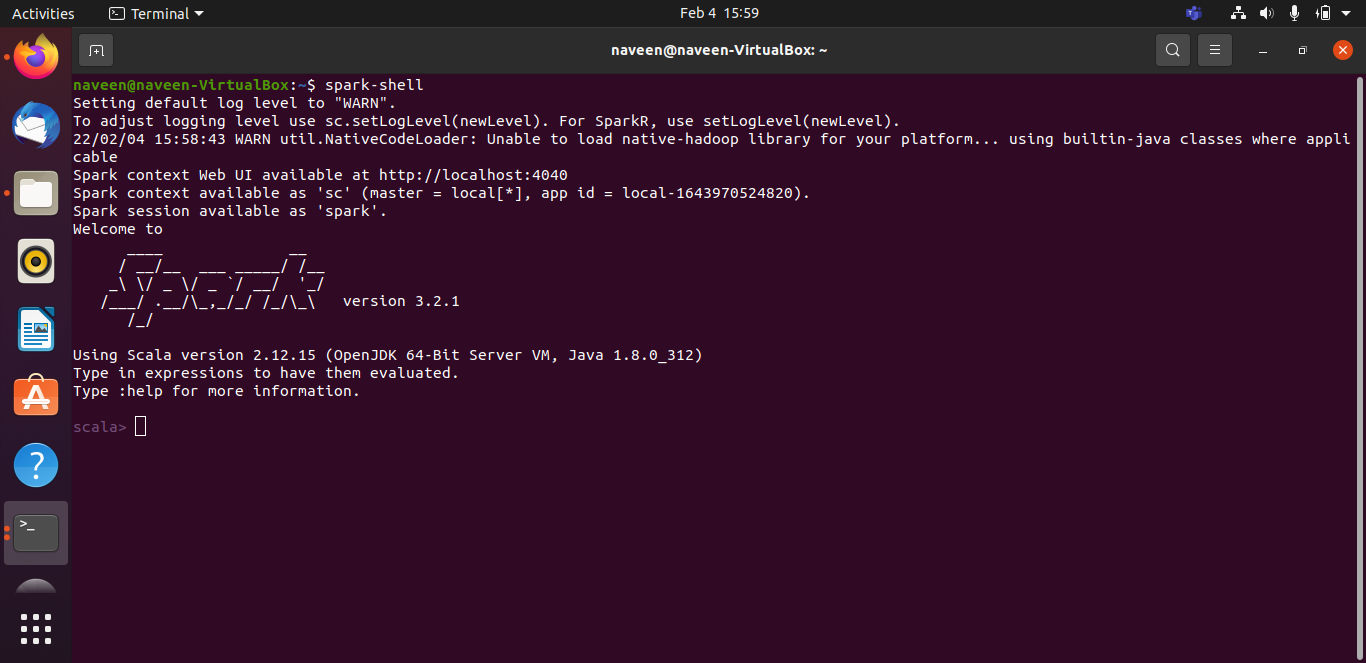 Activities
Terminal
Feb 4 15:59
naveen@naveen-VirtualBox: ~
naveen@naveen-VirtualBox:~$ spark-shell
Setting default log level to "WARN".
To adjust logging level use sc.setLogLevel(newLevel). For SparkR, use setLogLevel(newLevel).
22/02/04 15:58:43 WARN util.NativeCodeLoader: Unable to load native-hadoop library for your platform... using builtin-java classes where appli
cable
Spark context Web UI available at http://localhost:4040
Spark context available as 'sc' (master = local[*], app id = local-1643970524820).
Spark session available as 'spark'.
Welcome to
      ____              __
     / __/__  ___ _____/ /__
    _\ \/ _ \/ _ `/ __/  '_/
   /___/ .__/\_,_/_/ /_/\_\   version 3.2.1
      /_/
Using Scala version 2.12.15 (OpenJDK 64-Bit Server VM, Java 1.8.0_312)
Type in expressions to have them evaluated.
Type :help for more information.
scala>